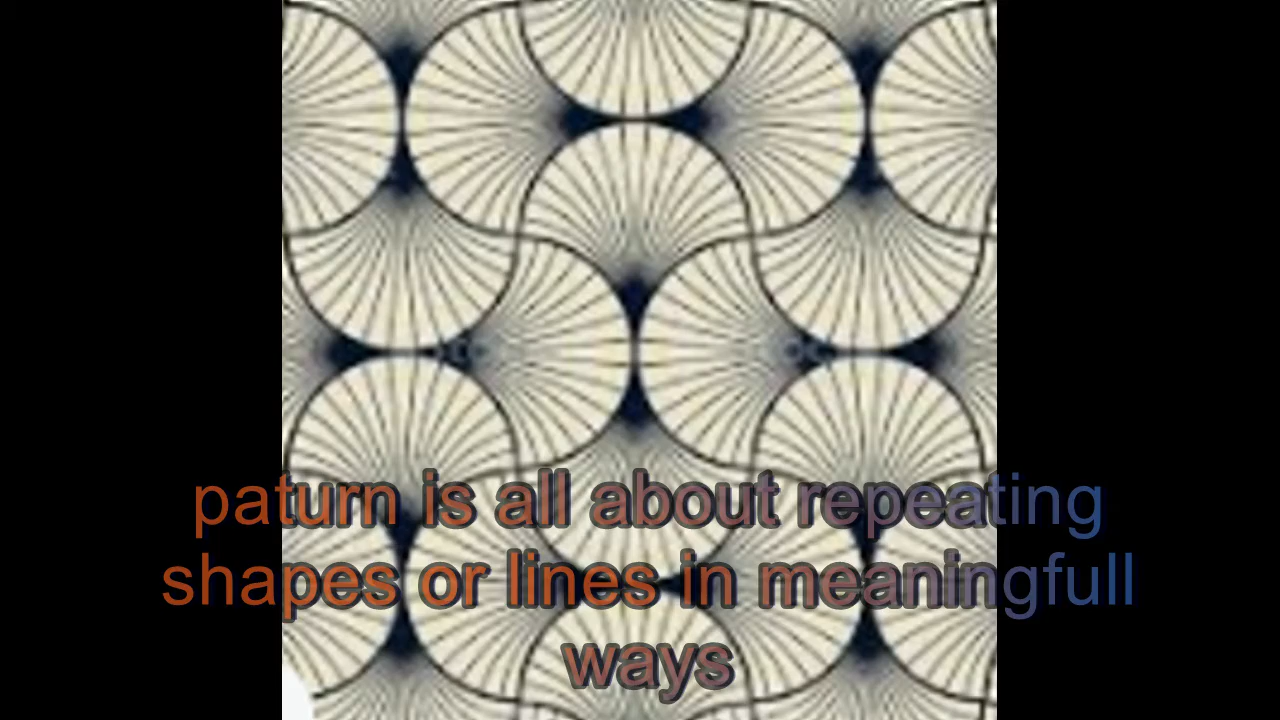 paturn is all about repeating
shapes or lines in meaningfull
ways